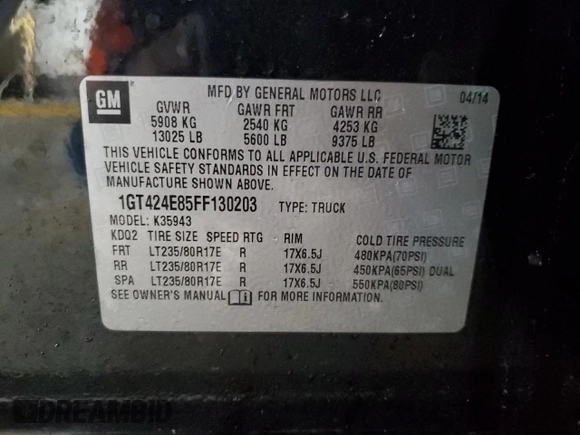 GM
MFD BY GENERAL MOTORS LLC 04/14
GVWR GAWR FRT GAWR RR
5908 KG 2540 KG 4253 KG
13025 LB 5600 LB 9375 LB
THIS VEHICLE CONFORMS TO ALL APPLICABLE U.S. FEDERAL MOTOR
VEHICLE SAFETY STANDARDS IN EFFECT ON THE DATE OF
MANUFACTURE SHOWN ABOVE.
1GT424E85FF130203 TYPE: TRUCK
MODEL: K35943
KDQ2 TIRE SIZE SPEED RTG RIM COLD TIRE PRESSURE
FRT LT235/80R17E R 17X6.5J 480KPA(70PSI)
RR LT235/80R17E R 17X6.5J 450KPA(65PSI) DUAL
SPA LT235/80R17E R 17X6.5J 550KPA(80PSI)
SEE OWNER'S MANUAL FOR MORE INFORMATION.
DREAMBID